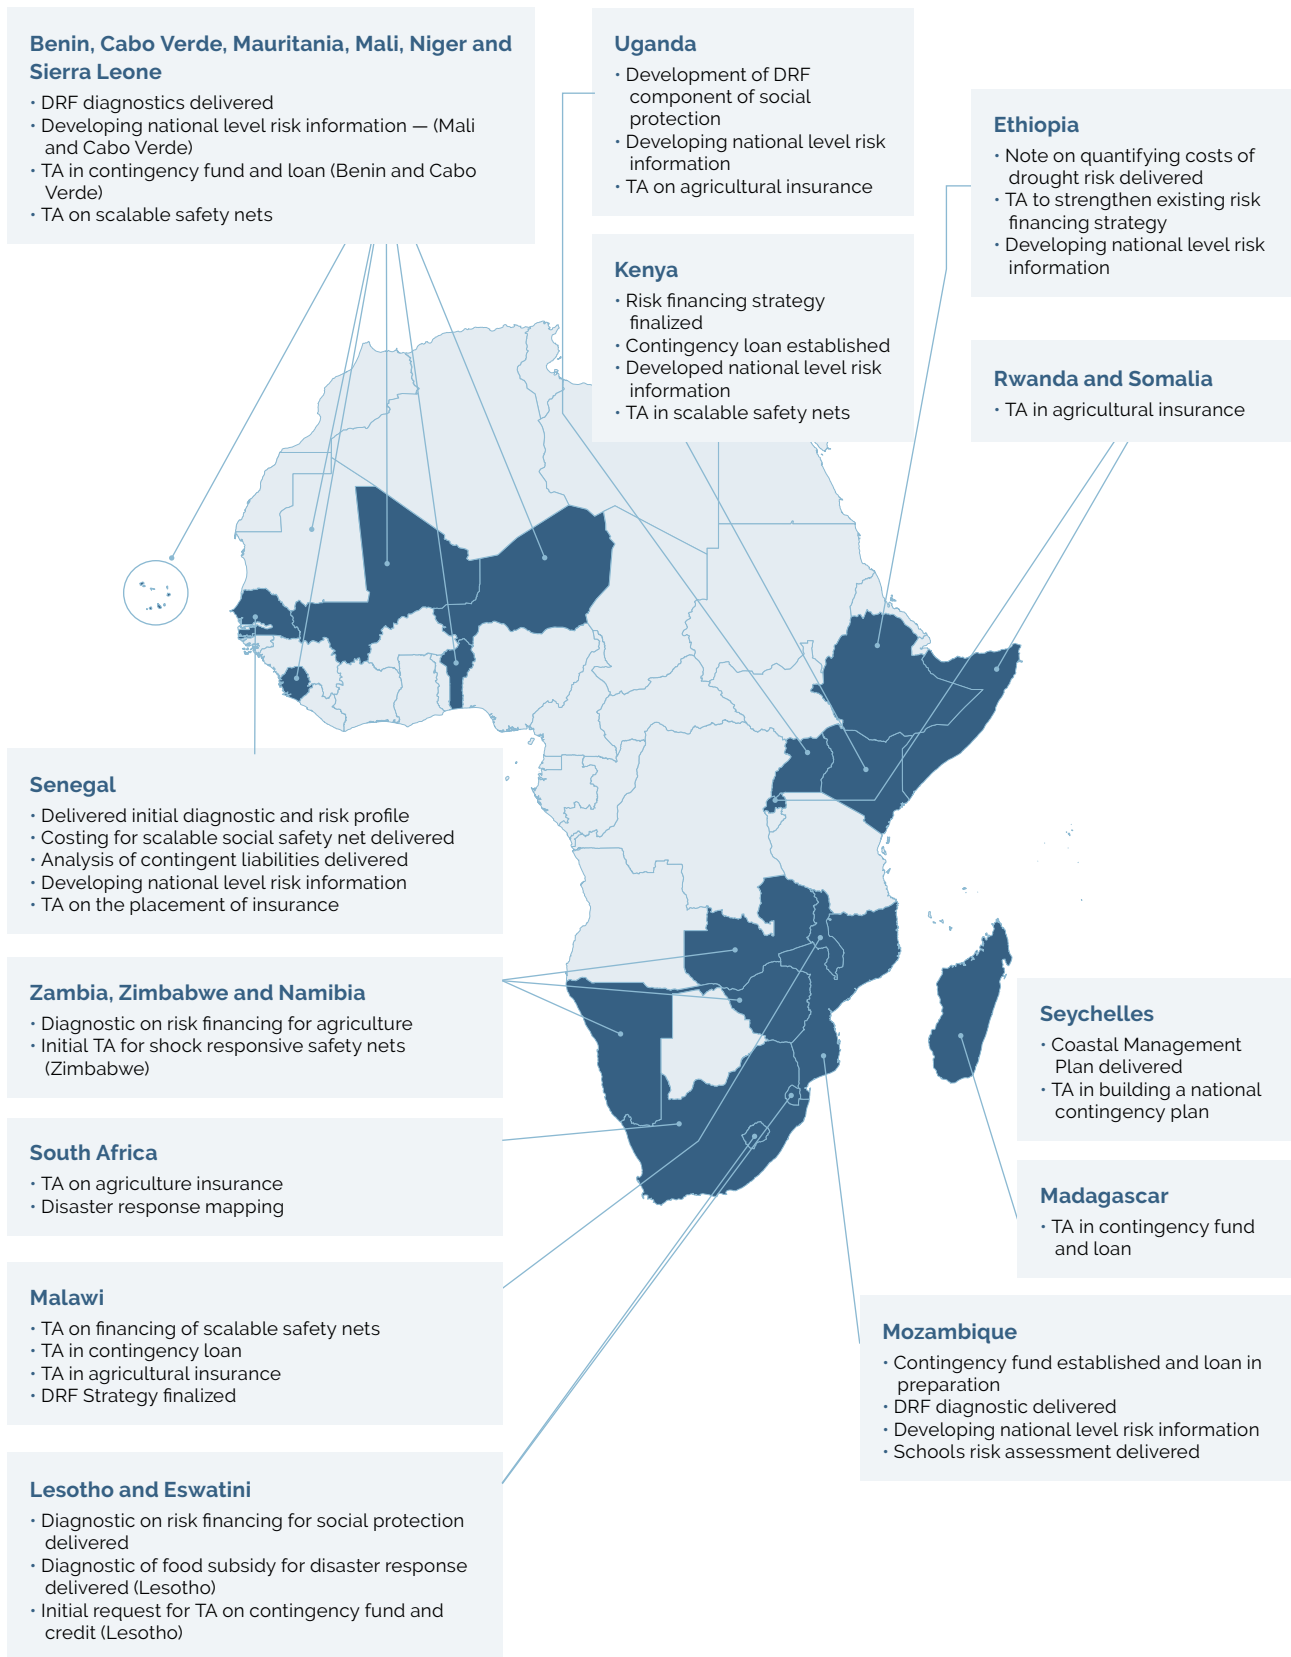 Benin, Cabo Verde, Mauritania, Mali, Niger and
Sierra Leone
• DRF diagnostics delivered
• Developing national level risk information — (Mali
and Cabo Verde)
• TA in contingency fund and loan (Benin and Cabo
Verde)
• TA on scalable safety nets
Uganda
• Development of DRF
component of social
protection
• Developing national level risk
information
• TA on agricultural insurance
Ethiopia
• Note on quantifying costs of
drought risk delivered
• TA to strengthen existing risk
financing strategy
• Developing national level risk
information
Kenya
• Risk financing strategy
finalized
• Contingency loan established
• Developed national level risk
information
• TA in scalable safety nets
Rwanda and Somalia
• TA in agricultural insurance
Senegal
• Delivered initial diagnostic and risk profile
• Costing for scalable social safety net delivered
• Analysis of contingent liabilities delivered
• Developing national level risk information
• TA on the placement of insurance
Zambia, Zimbabwe and Namibia
• Diagnostic on risk financing for agriculture
• Initial TA for shock responsive safety nets
(Zimbabwe)
Seychelles
• Coastal Management
Plan delivered
• TA in building a national
contingency plan
South Africa
• TA on agriculture insurance
• Disaster response mapping
Madagascar
• TA in contingency fund
and loan
Malawi
• TA on financing of scalable safety nets
• TA in contingency loan
• TA in agricultural insurance
• DRF Strategy finalized
Mozambique
• Contingency fund established and loan in
preparation
• DRF diagnostic delivered
• Developing national level risk information
• Schools risk assessment delivered
Lesotho and Eswatini
• Diagnostic on risk financing for social protection
delivered
• Diagnostic of food subsidy for disaster response
delivered (Lesotho)
• Initial request for TA on contingency fund and
credit (Lesotho)